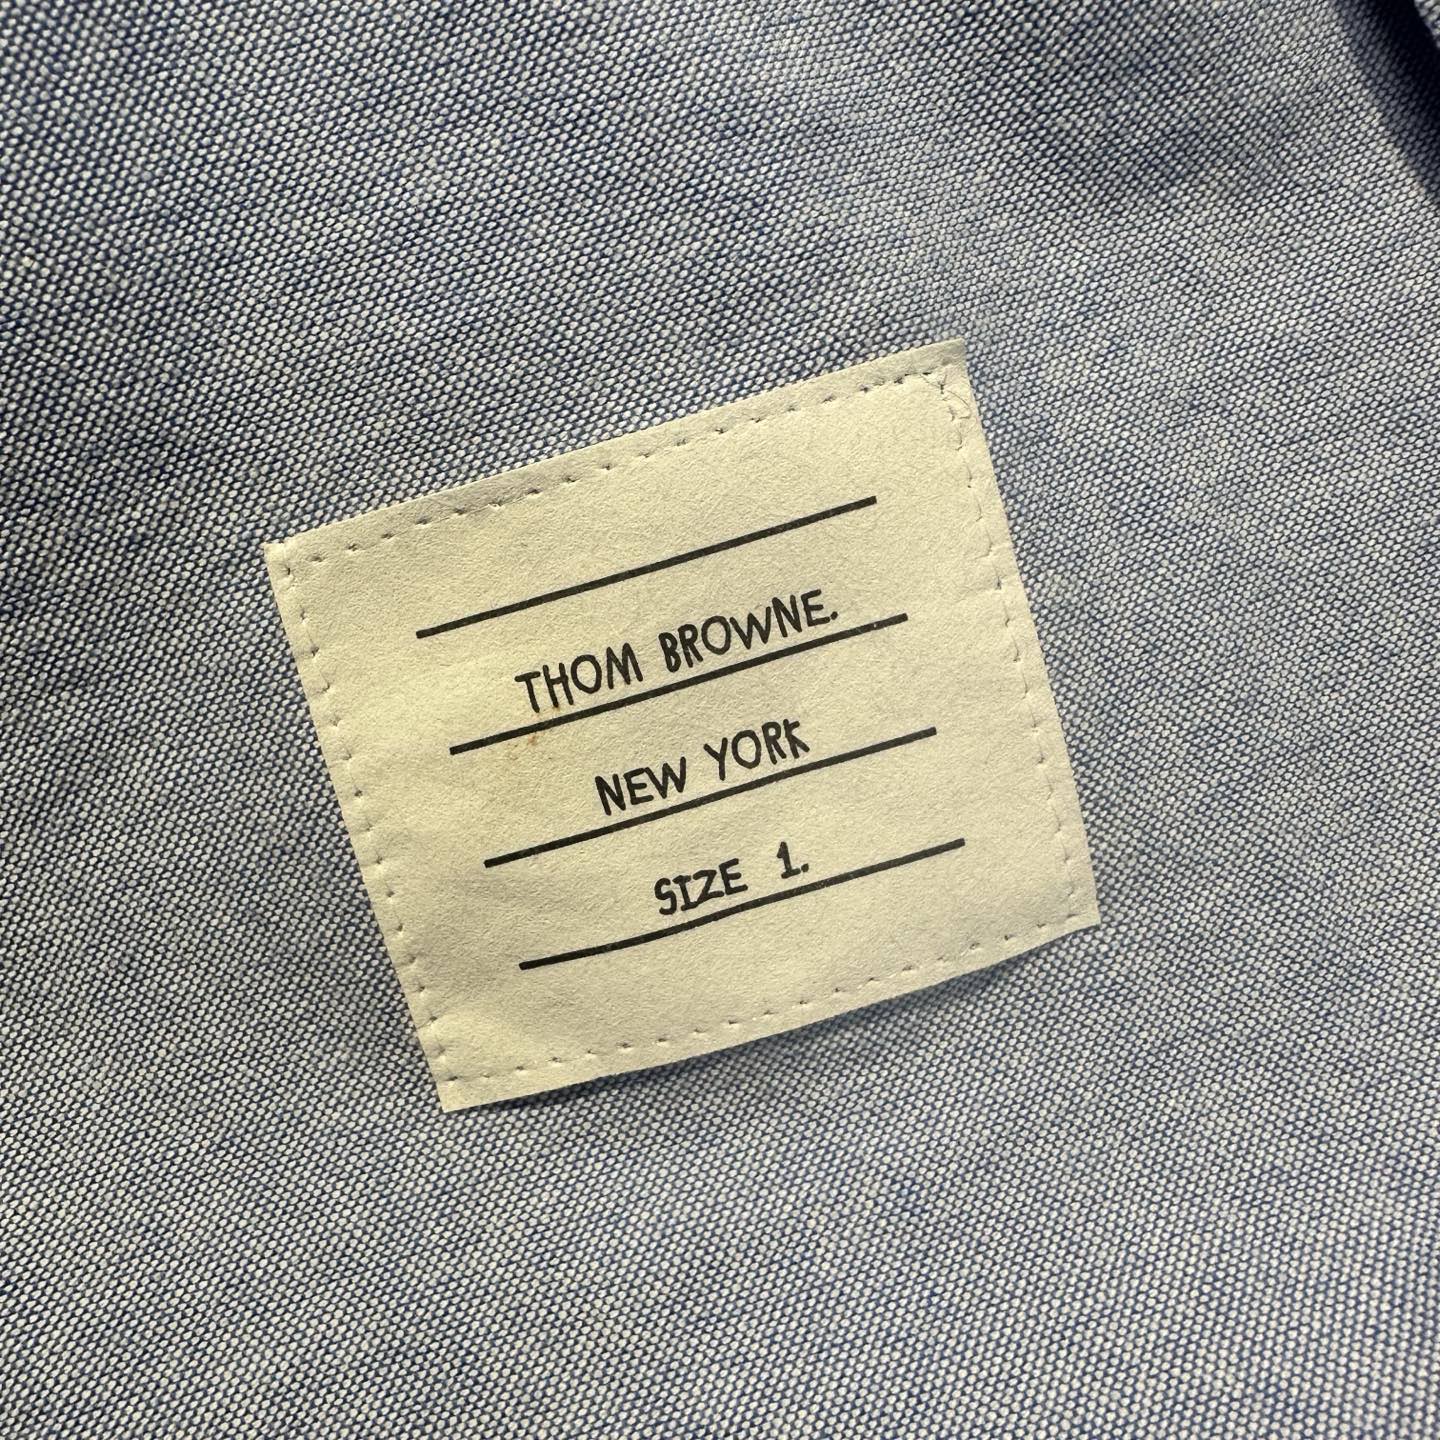 THOM BROWNE.
NEW YORK
SIZE 1.